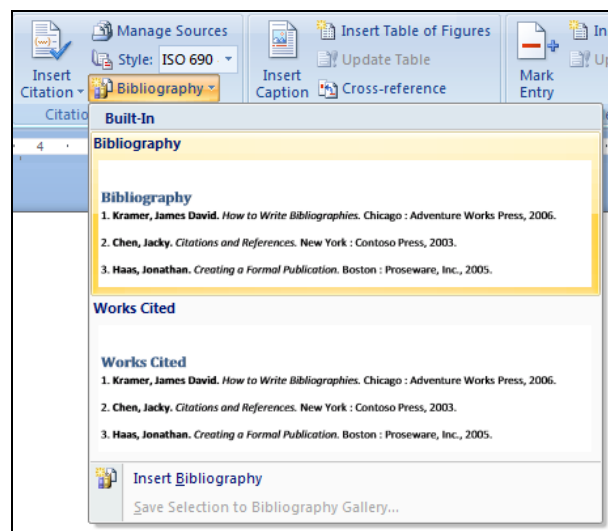 Manage Sources
Style: ISO 690
Bibliography
Insert
Citation
Insert
Caption
Insert Table of Figures
Update Table
Cross-reference
Mark
Entry
In
Up
Citatio
4
Built-In
Bibliography
Bibliography
1. Kramer, James David. How to Write Bibliographies. Chicago : Adventure Works Press, 2006.
2. Chen, Jacky. Citations and References. New York : Contoso Press, 2003.
3. Haas, Jonathan. Creating a Formal Publication. Boston : Proseware, Inc., 2005.
Works Cited
Works Cited
1. Kramer, James David. How to Write Bibliographies. Chicago : Adventure Works Press, 2006.
2. Chen, Jacky. Citations and References. New York : Contoso Press, 2003.
3. Haas, Jonathan. Creating a Formal Publication. Boston : Proseware, Inc., 2005.
Insert Bibliography
Save Selection to Bibliography Gallery...